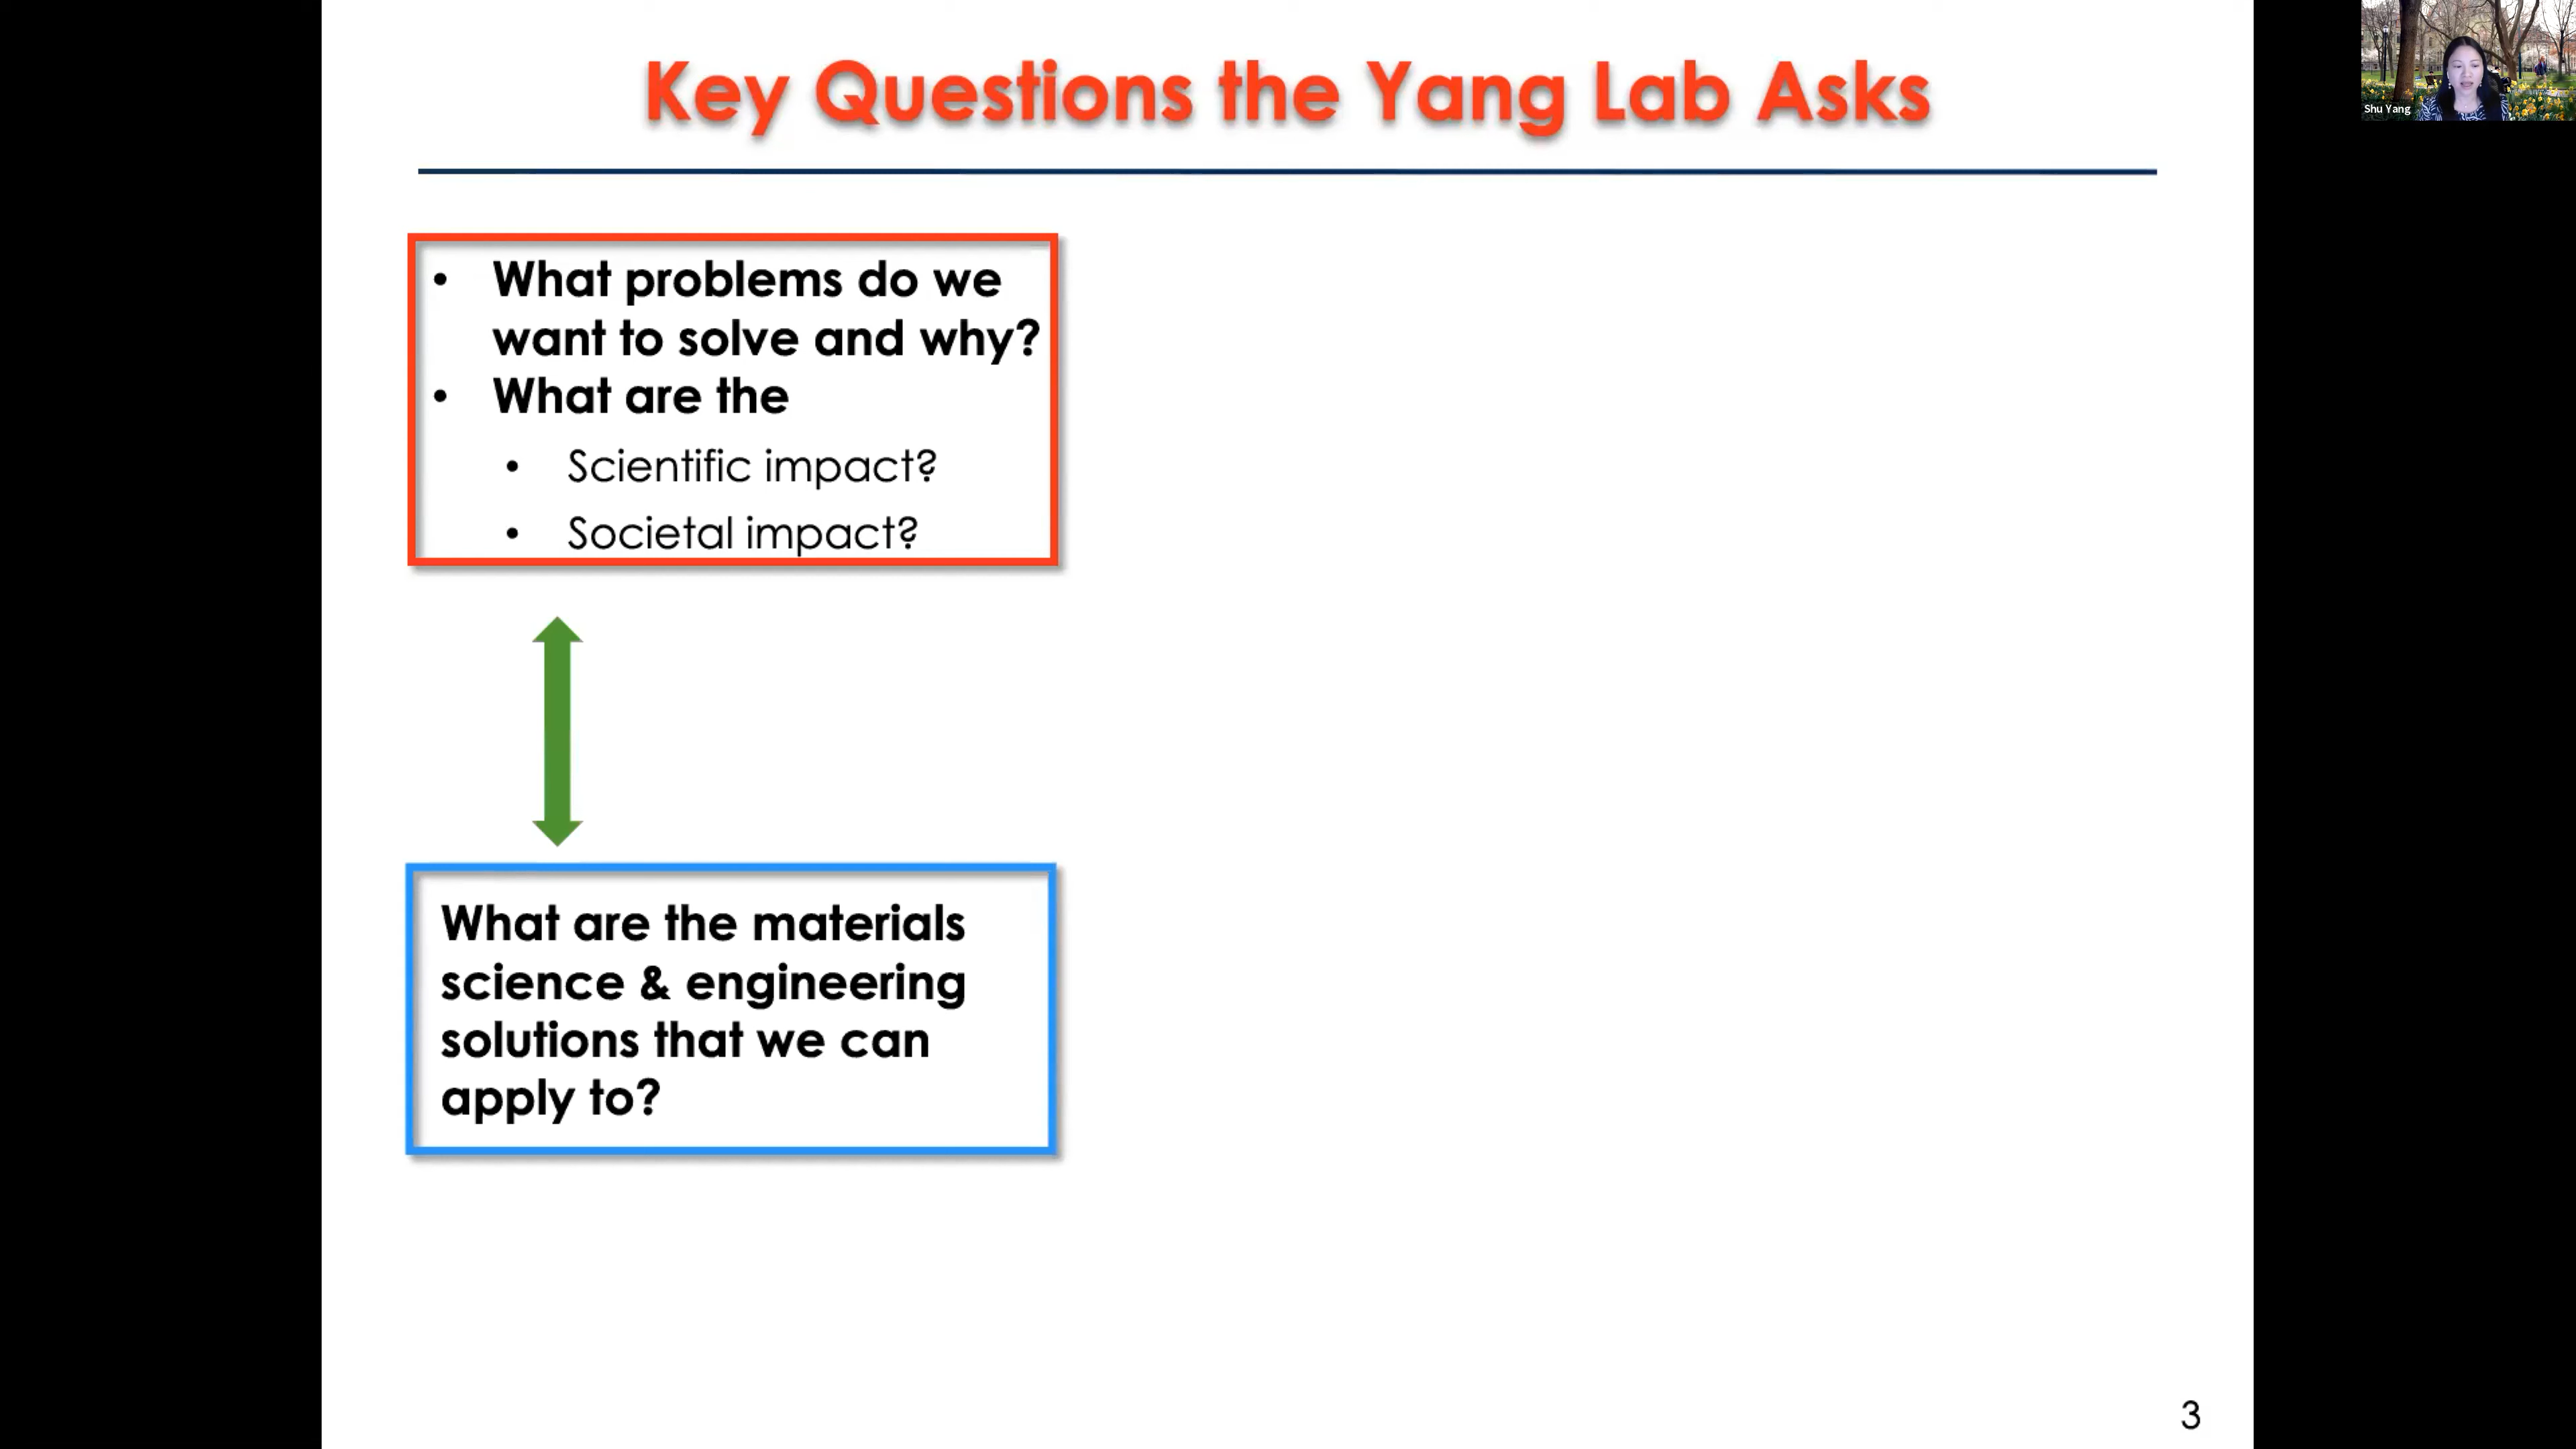 Key Questions the Yang Lab Asks
Shu Yang
• What problems do we
want to solve and why?
• What are the
• Scientific impact?
• Societal impact?
What are the materials
science & engineering
solutions that we can
apply to?
3